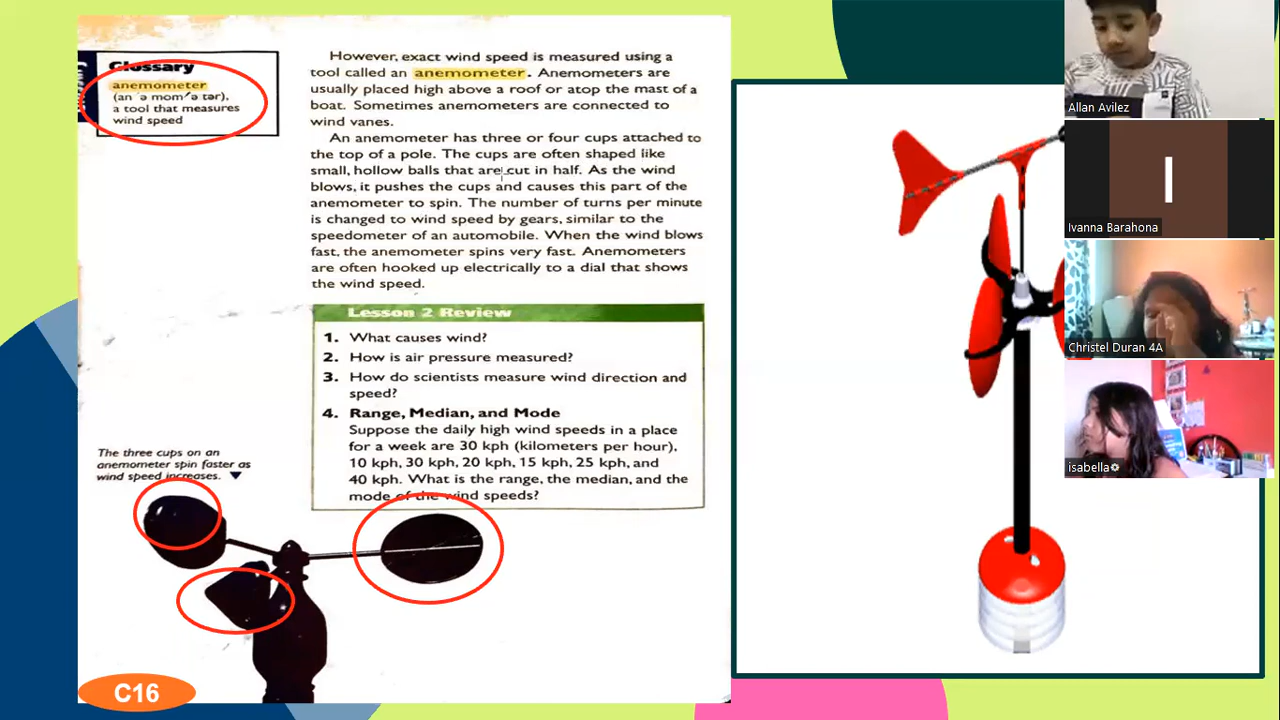 Glossary
anemometer
(an ə mom´ə tər),
a tool that measures
wind speed
However, exact wind speed is measured using a
tool called an anemometer. Anemometers are
usually placed high above a roof or atop the mast of a
boat. Sometimes anemometers are connected to
wind vanes.
An anemometer has three or four cups attached to
the top of a pole. The cups are often shaped like
small, hollow balls that are cut in half. As the wind
blows, it pushes the cups and causes this part of the
anemometer to spin. The number of turns per minute
is changed to wind speed by gears, similar to the
speedometer of an automobile. When the wind blows
fast, the anemometer spins very fast. Anemometers
are often hooked up electrically to a dial that shows
the wind speed.
Lesson 2 Review
1. What causes wind?
2. How is air pressure measured?
3. How do scientists measure wind direction and
speed?
4. Range, Median, and Mode
Suppose the daily high wind speeds in a place
for a week are 30 kph (kilometers per hour),
10 kph, 30 kph, 20 kph, 15 kph, 25 kph, and
40 kph. What is the range, the median, and the
mode of the wind speeds?
The three cups on an
anemometer spin faster as
wind speed increases. ▼
C16
Allan Avilez
I
Ivanna Barahona
Christel Duran 4A
isabella